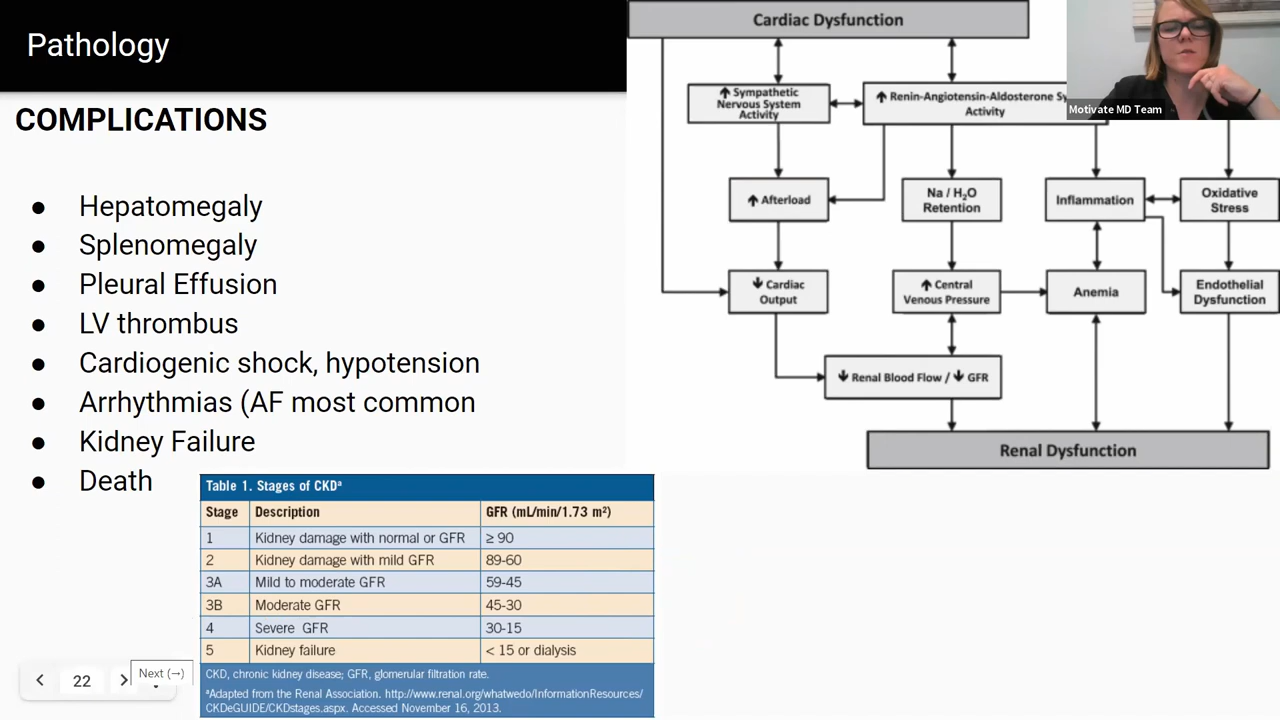 Pathology
COMPLICATIONS
● Hepatomegaly
● Splenomegaly
● Pleural Effusion
● LV thrombus
● Cardiogenic shock, hypotension
● Arrhythmias (AF most common
● Kidney Failure
● Death
Cardiac Dysfunction
Motivate MD Team
↑ Sympathetic
Nervous System
Activity
↑ Renin-Angiotensin-Aldosterone
Activity
↑ Afterload
Na / H₂O
Retention
Inflammation
Oxidative
Stress
↓ Cardiac
Output
↑ Central
Venous Pressure
Anemia
Endothelial
Dysfunction
↓ Renal Blood Flow / ↓ GFR
Renal Dysfunction
Table 1. Stages of CKDᵃ
Stage Description GFR (mL/min/1.73 m²)
1 Kidney damage with normal or GFR ≥ 90
2 Kidney damage with mild GFR 89-60
3A Mild to moderate GFR 59-45
3B Moderate GFR 45-30
4 Severe GFR 30-15
5 Kidney failure < 15 or dialysis
CKD, chronic kidney disease; GFR, glomerular filtration rate.
ᵃAdapted from the Renal Association. http://www.renal.org/whatwedo/InformationResources/
CKDeGUIDE/CKDstages.aspx. Accessed November 16, 2013.
22
Next (→)